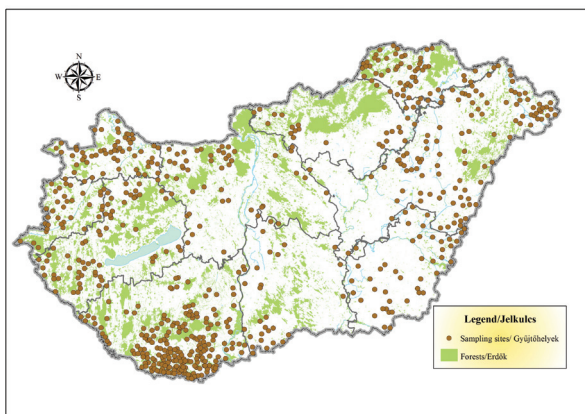 N
W E
S
Legend/Jelkulcs
Sampling sites/ Gyűjtőhelyek
Forests/Erdők